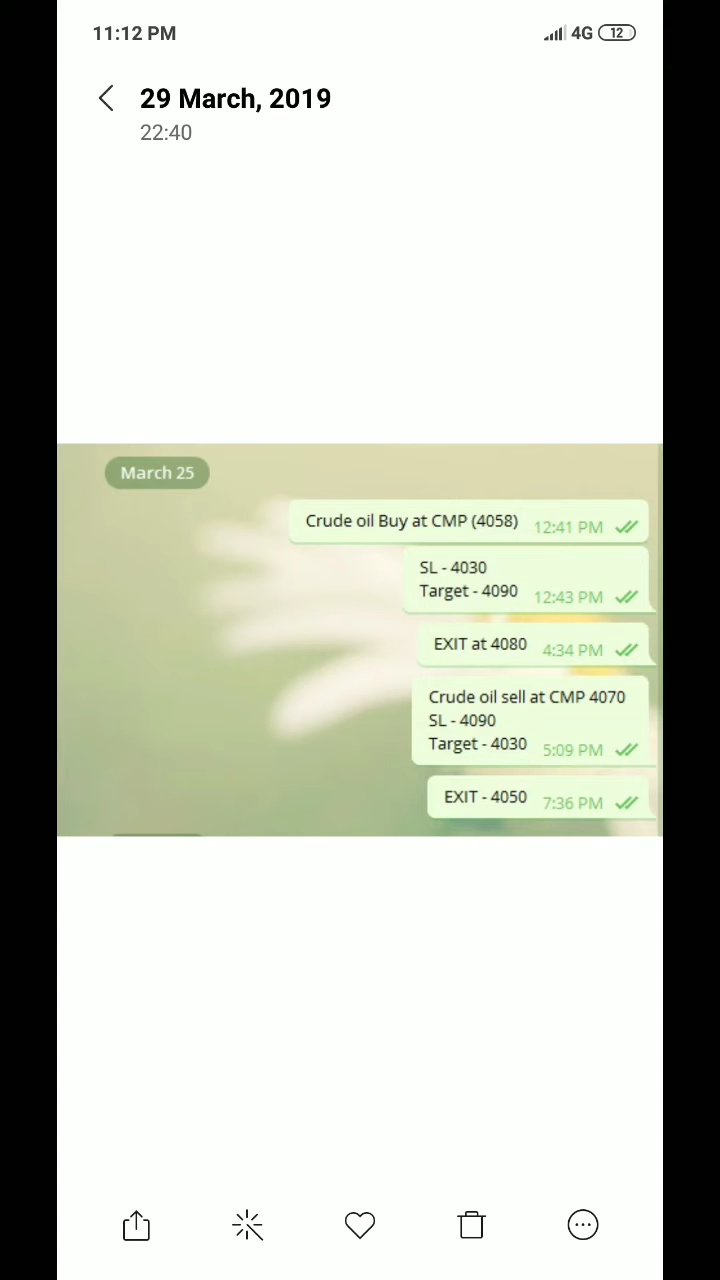 11:12 PM 4G 12
29 March, 2019
22:40
March 25
Crude oil Buy at CMP (4058) 12:41 PM
SL - 4030
Target - 4090 12:43 PM
EXIT at 4080 4:34 PM
Crude oil sell at CMP 4070
SL - 4090
Target - 4030 5:09 PM
EXIT - 4050 7:36 PM